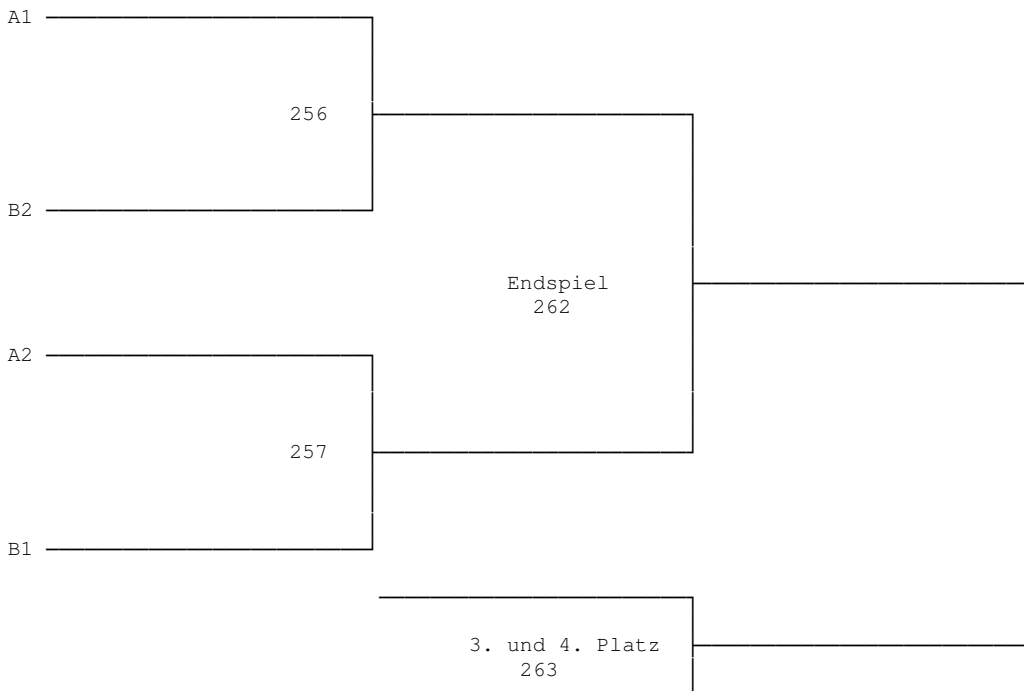 A1
256
B2
Endspiel
262
A2
257
B1
3. und 4. Platz
263